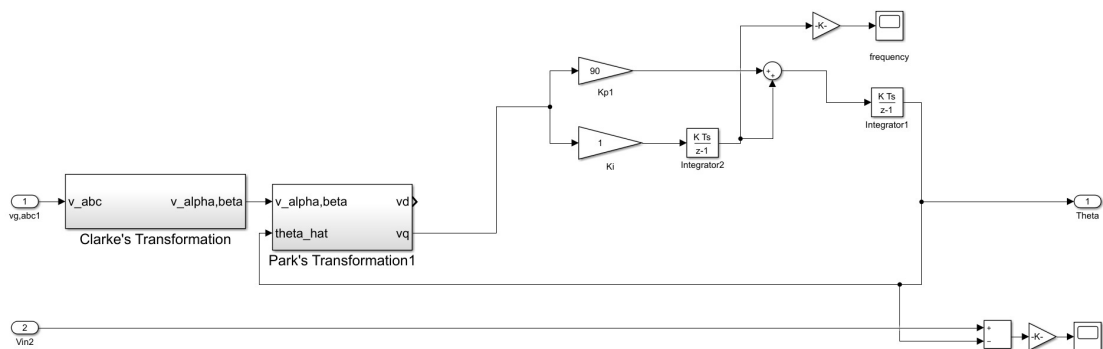 -K-
frequency
90
Kp1
+
+
K Ts
z-1
Integrator1
1
Ki
K Ts
z-1
Integrator2
1
vg,abc1
v_abc
v_alpha,beta
Clarke's Transformation
v_alpha,beta
vd
theta_hat
vq
Park's Transformation1
1
Theta
2
Vin2
+
−
-K-